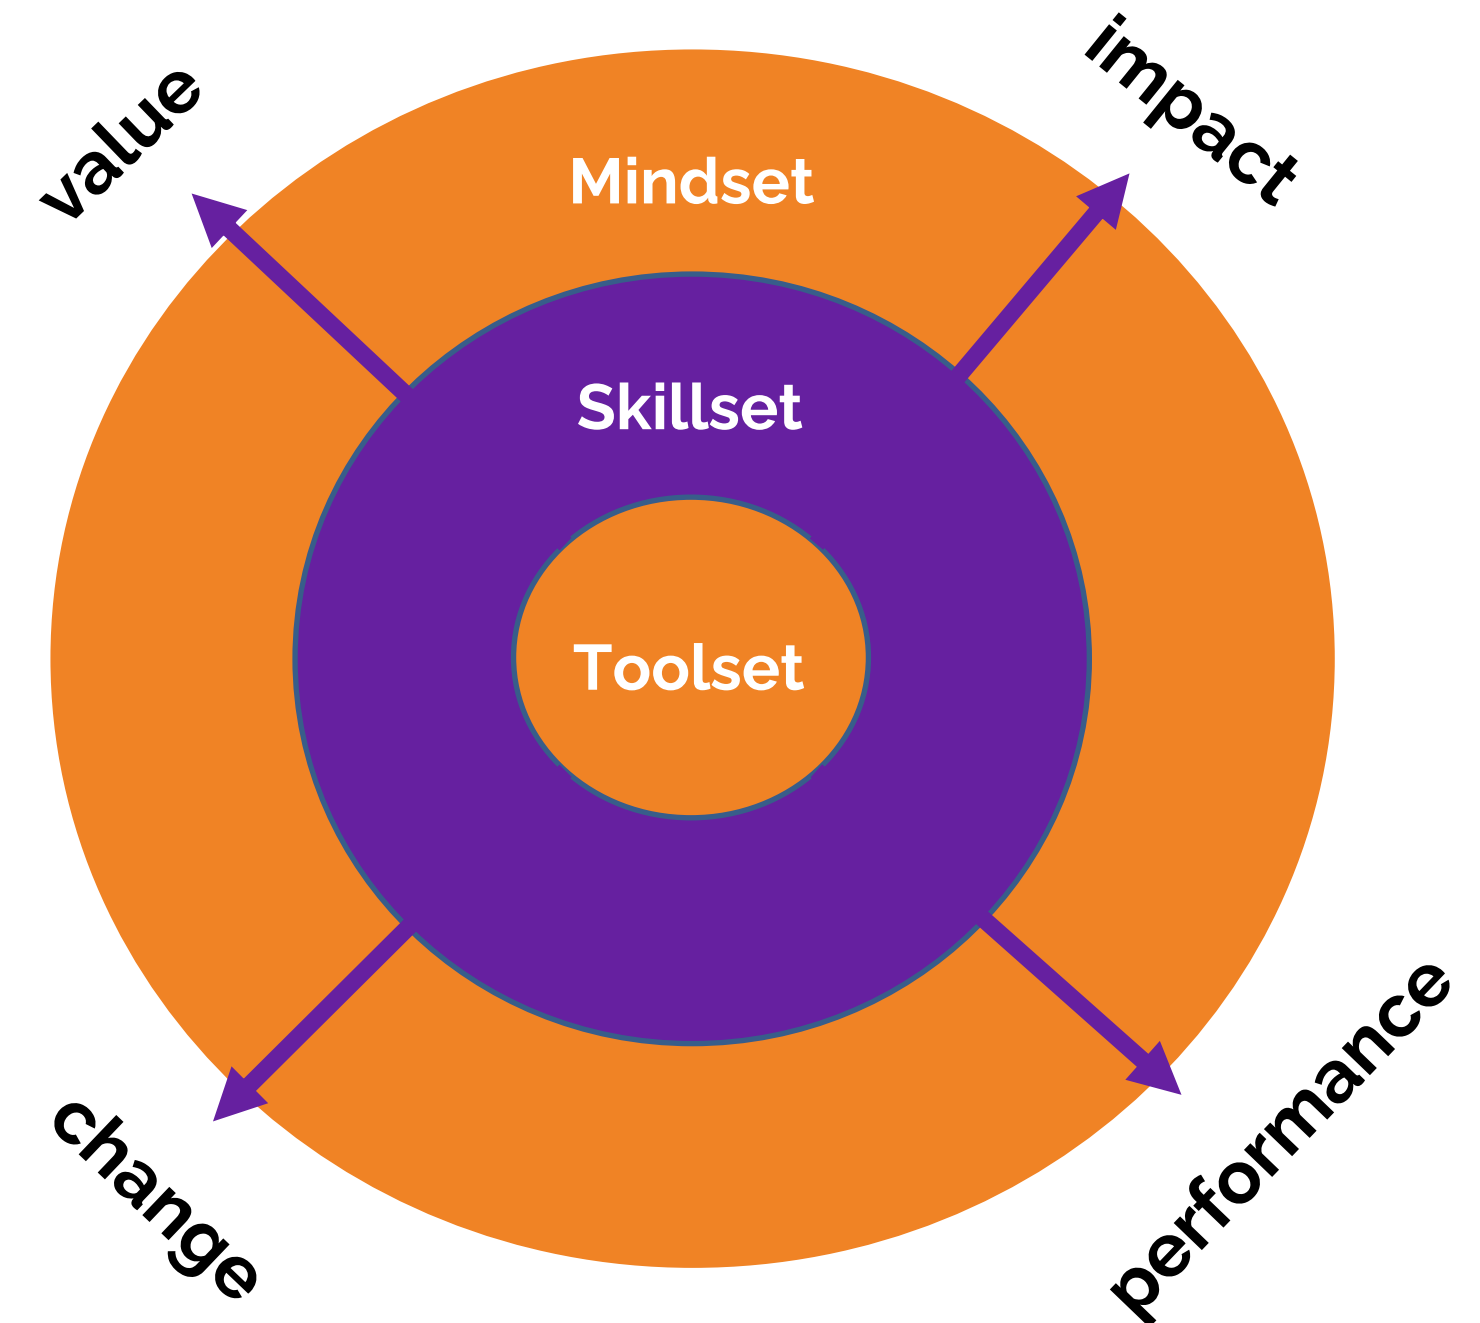 value
impact
Mindset
Skillset
Toolset
change
performance